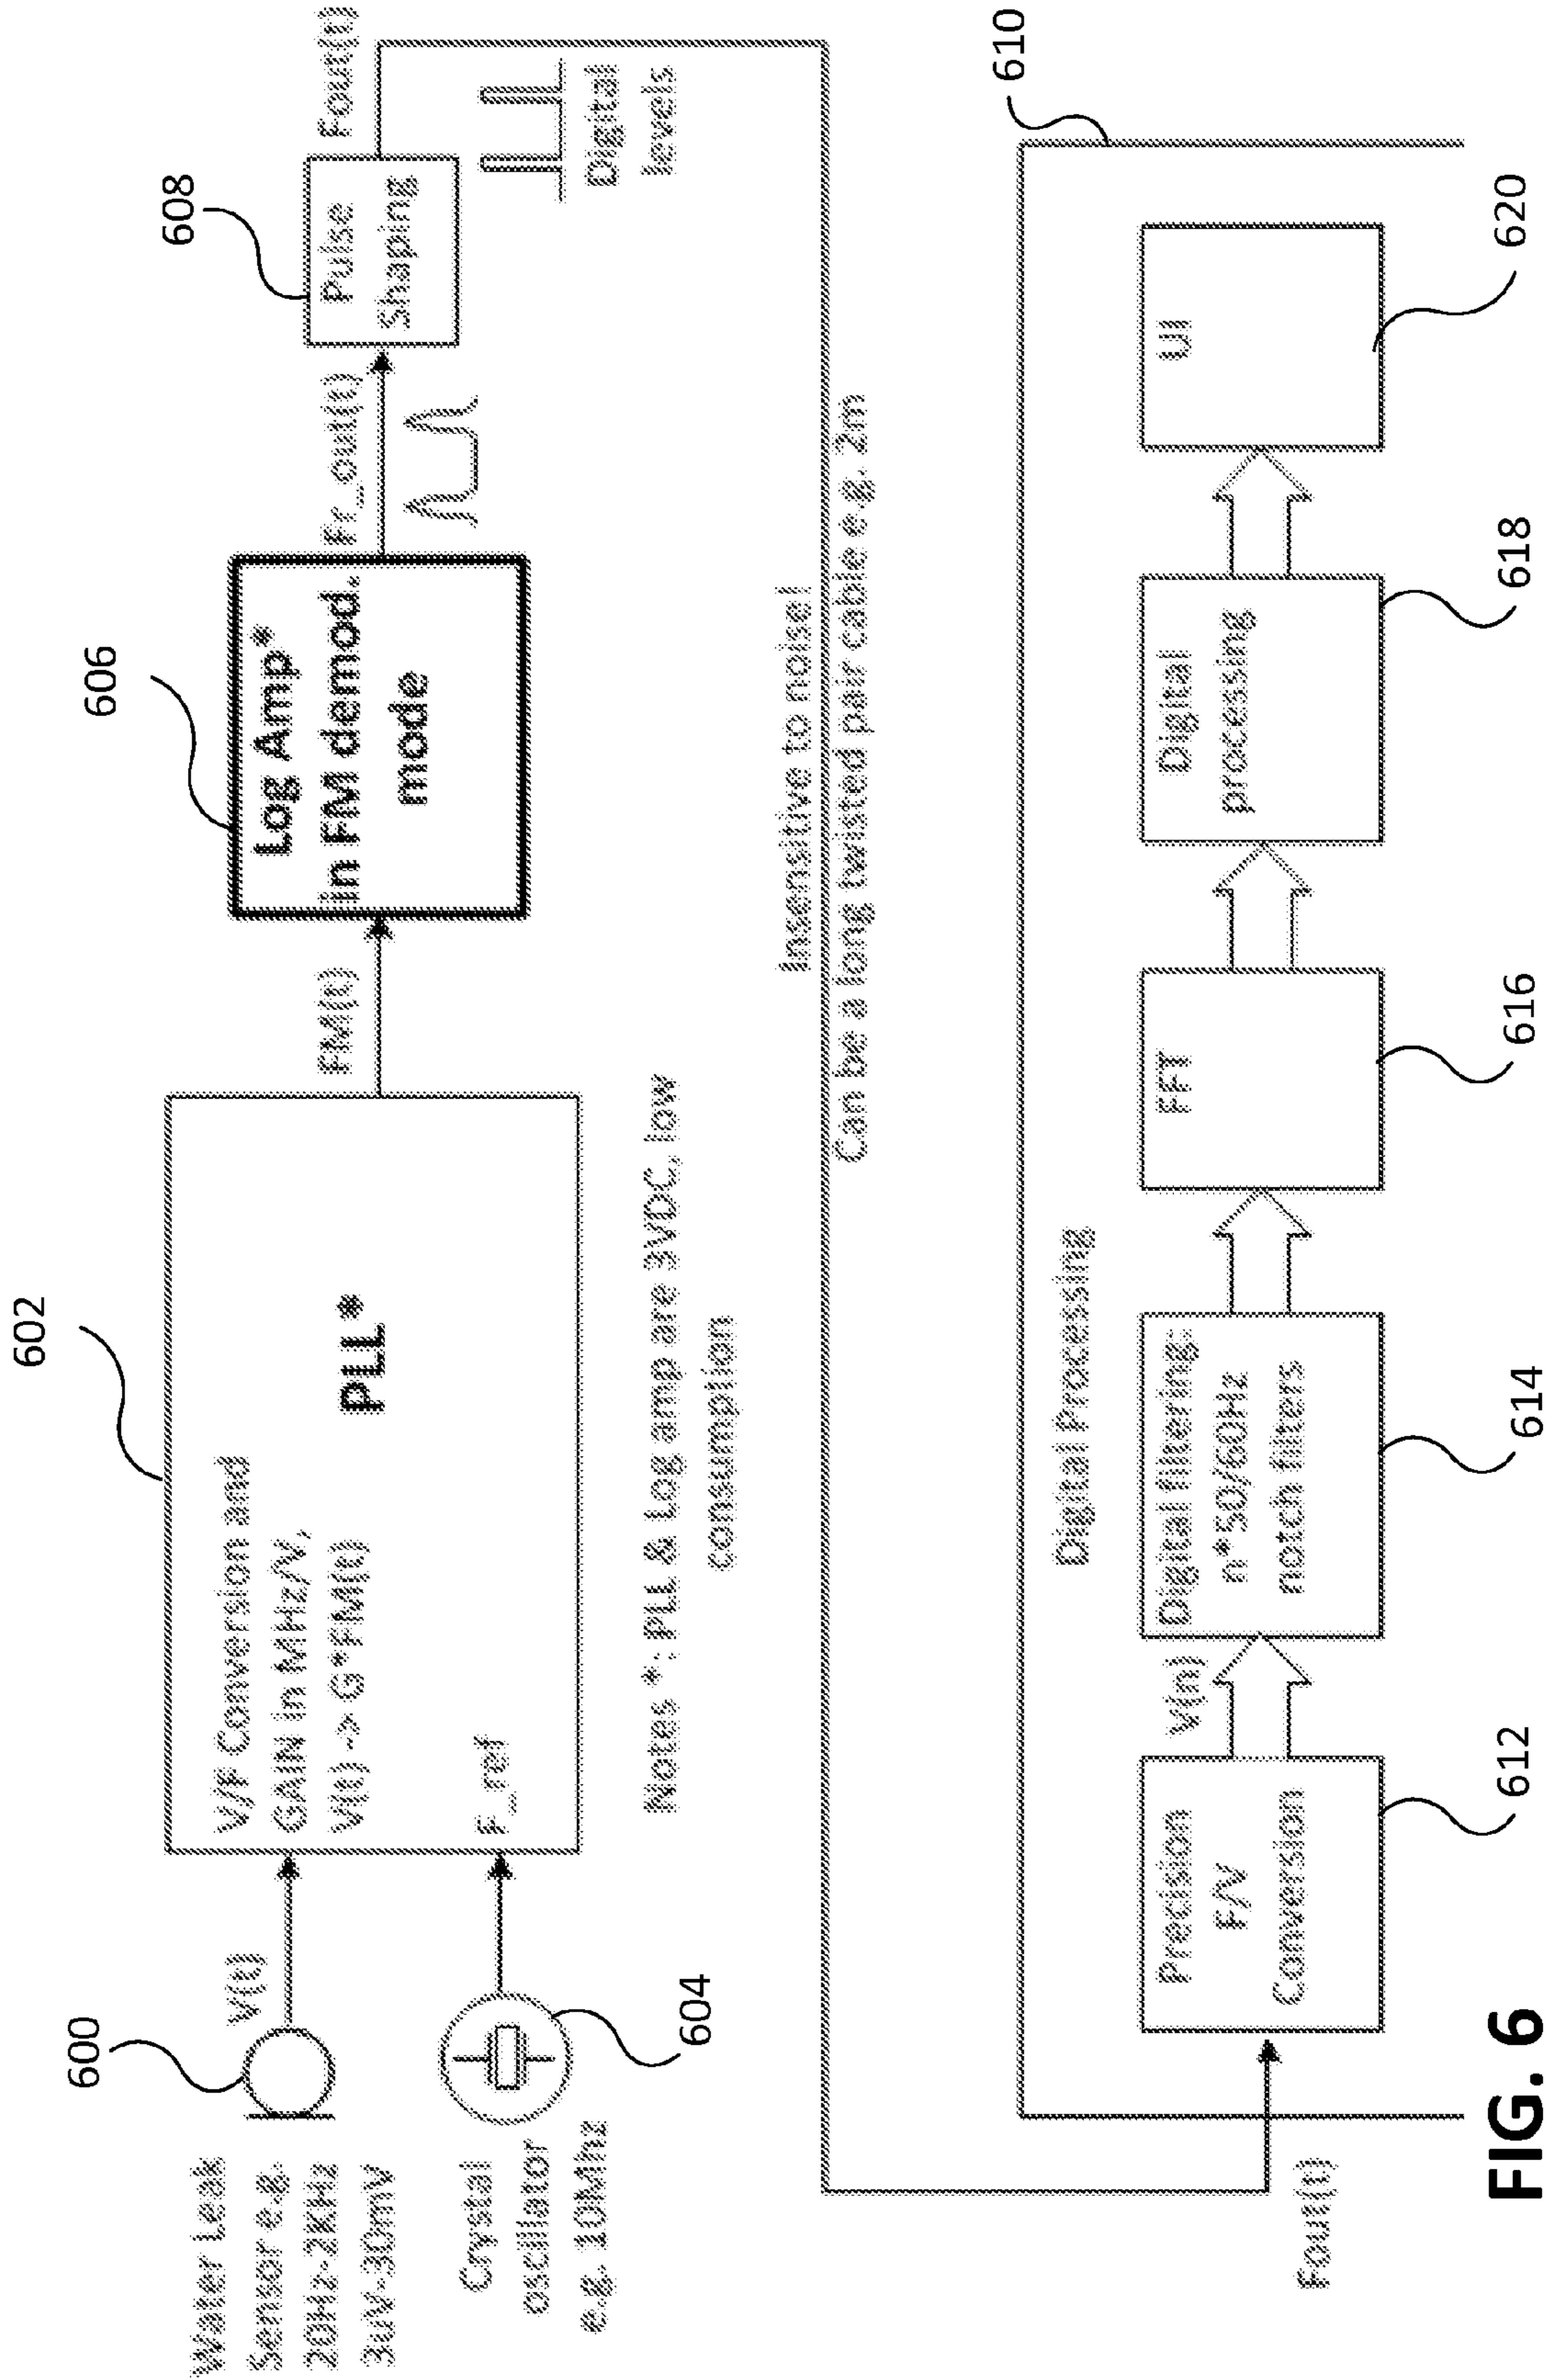 600
Water Leak
Sensor e.g.
20Hz-2KHz
3uV-30mV
V(t)
602
V/F Conversion and
GAIN in MHz/V,
V(t) -> G*FM(t)
PLL*
F_ref
604
Crystal
oscillator
e.g. 10Mhz
Notes *: PLL & Log amp are 3VDC, low
consumption
FM(t)
606
Log Amp*
in FM demod.
mode
Fr_out(t)
608
Pulse
Shaping
Fout(t)
Digital
levels
Insensitive to noise!
Can be a long twisted pair cable e.g. 2m
610
Digital Processing
Fout(t)
Precision
F/V
Conversion
612
V(n)
Digital filtering:
n*50/60Hz
notch filters
614
FFT
616
Digital
processing
618
UI
620
FIG. 6